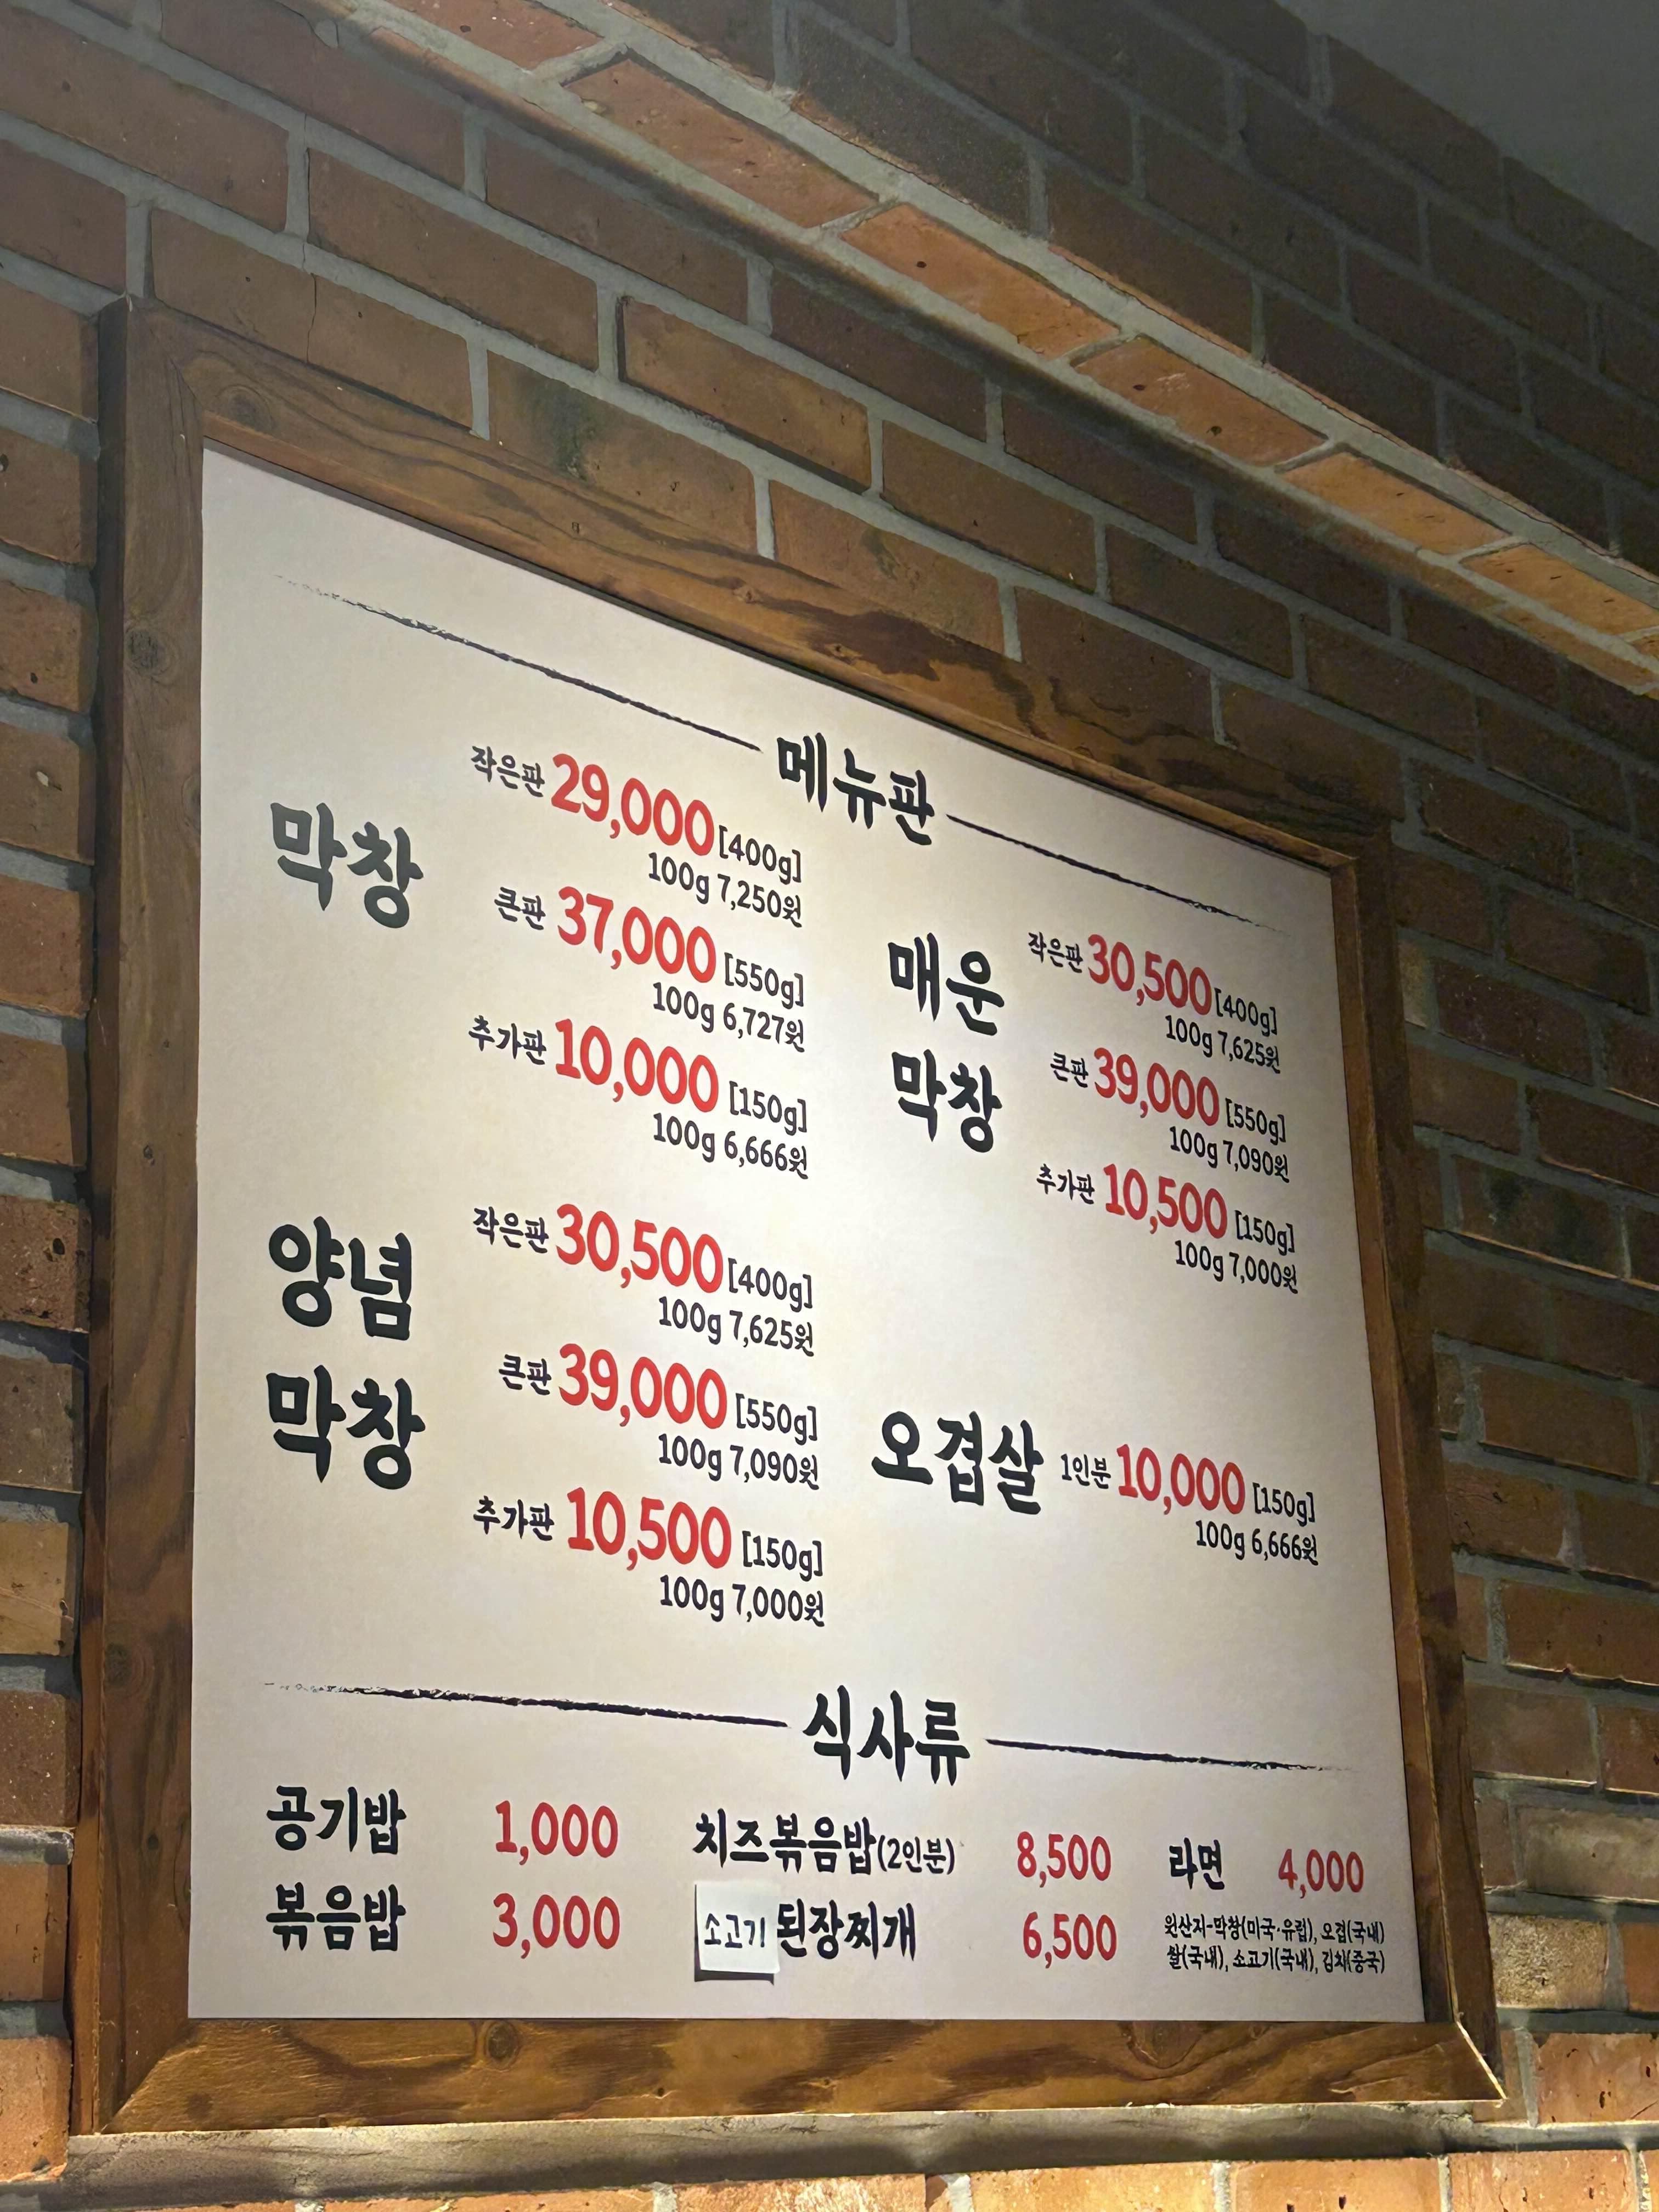 메뉴판
막창
작은판 29,000 [400g]
100g 7,250원
큰판 37,000 [550g]
100g 6,727원
추가판 10,000 [150g]
100g 6,666원
양념
막창
작은판 30,500 [400g]
100g 7,625원
큰판 39,000 [550g]
100g 7,090원
추가판 10,500 [150g]
100g 7,000원
매운
막창
작은판 30,500 [400g]
100g 7,625원
큰판 39,000 [550g]
100g 7,090원
추가판 10,500 [150g]
100g 7,000원
오겹살 1인분 10,000 [150g]
100g 6,666원
식사류
공기밥 1,000
볶음밥 3,000
치즈볶음밥(2인분) 8,500
소고기 된장찌개 6,500
라면 4,000
원산지-막창(미국·유럽), 오겹(국내)
쌀(국내), 소고기(국내), 김치(중국)